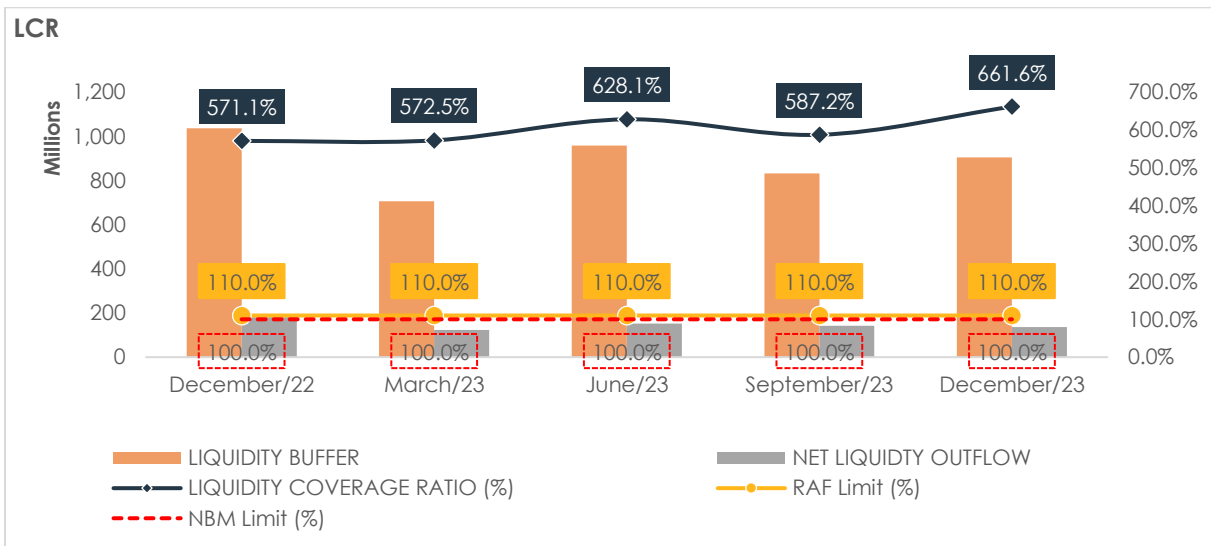 LCR
Millions
1,200
1,000
800
600
400
200
0
700.0%
600.0%
500.0%
400.0%
300.0%
200.0%
100.0%
0.0%
571.1%
572.5%
628.1%
587.2%
661.6%
110.0%
110.0%
110.0%
110.0%
110.0%
100.0%
100.0%
100.0%
100.0%
100.0%
December/22
March/23
June/23
September/23
December/23
LIQUIDITY BUFFER
NET LIQUIDTY OUTFLOW
LIQUIDITY COVERAGE RATIO (%)
RAF Limit (%)
NBM Limit (%)